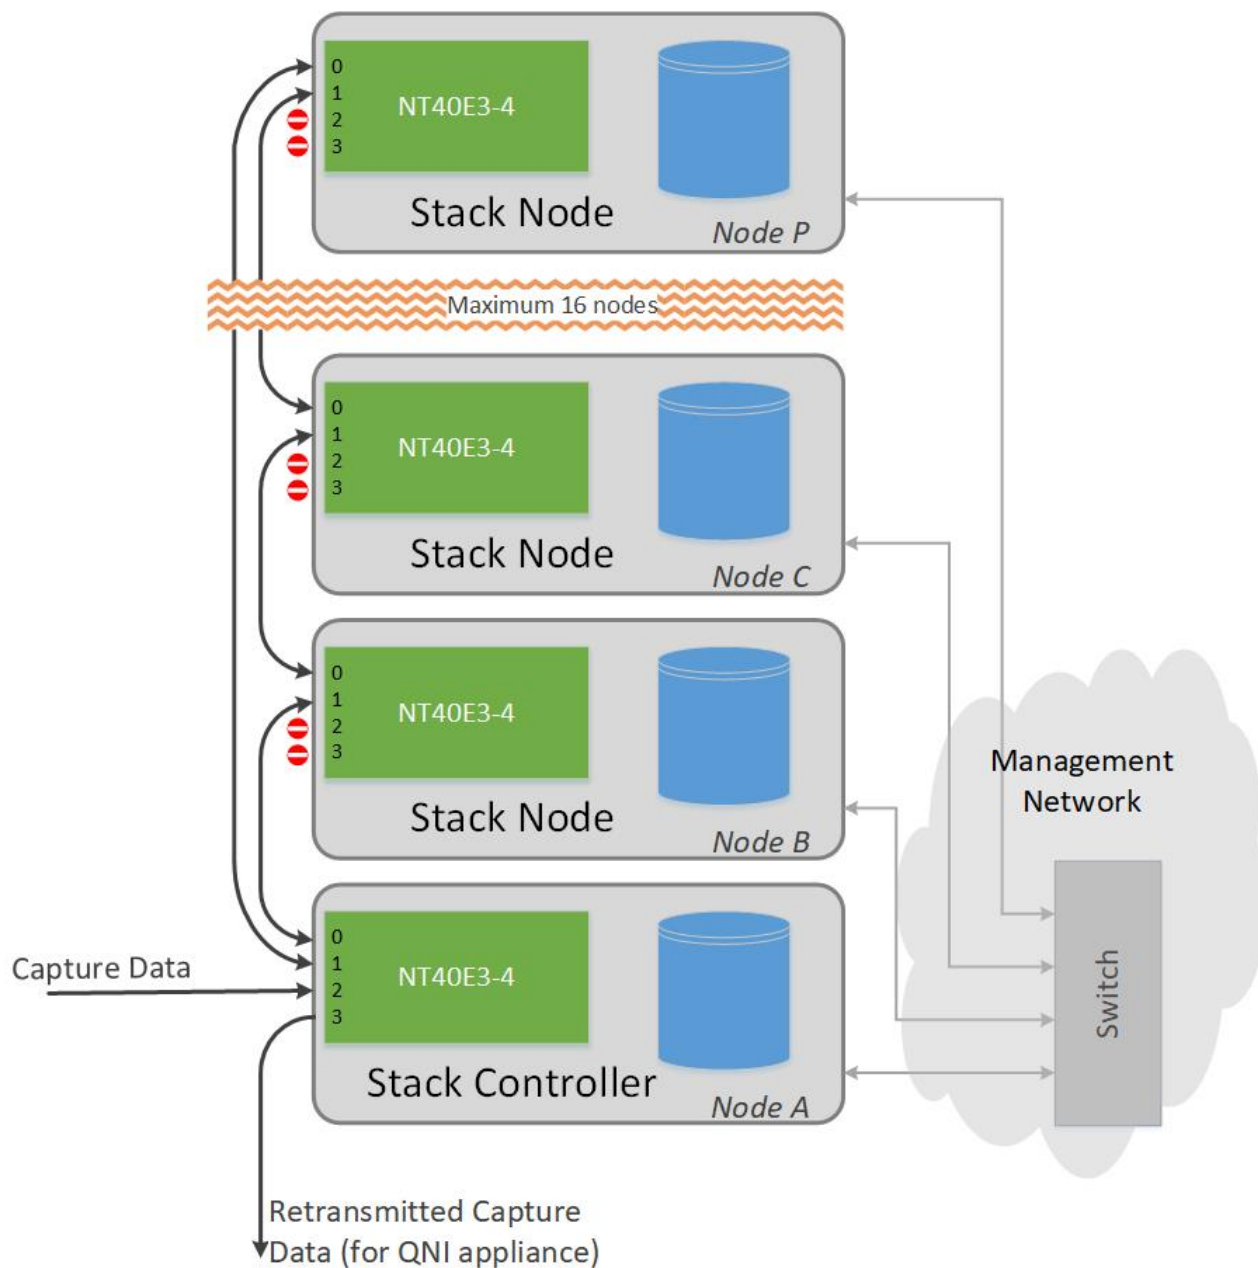 0
1
2
3
NT40E3-4
Stack Node
Node P
Maximum 16 nodes
0
1
2
3
NT40E3-4
Stack Node
Node C
0
1
2
3
NT40E3-4
Stack Node
Node B
Management
Network
Switch
Capture Data
0
1
2
3
NT40E3-4
Stack Controller
Node A
Retransmitted Capture
Data (for QNI appliance)